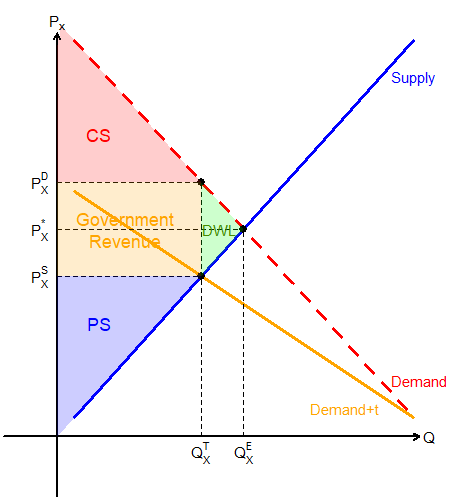 Pₓ
Supply
CS
Pₓᴰ
Government
Revenue
DWL
Pₓ*
Pₓˢ
PS
Demand
Demand+t
Q
Qₓᵀ
Qₓᴱ